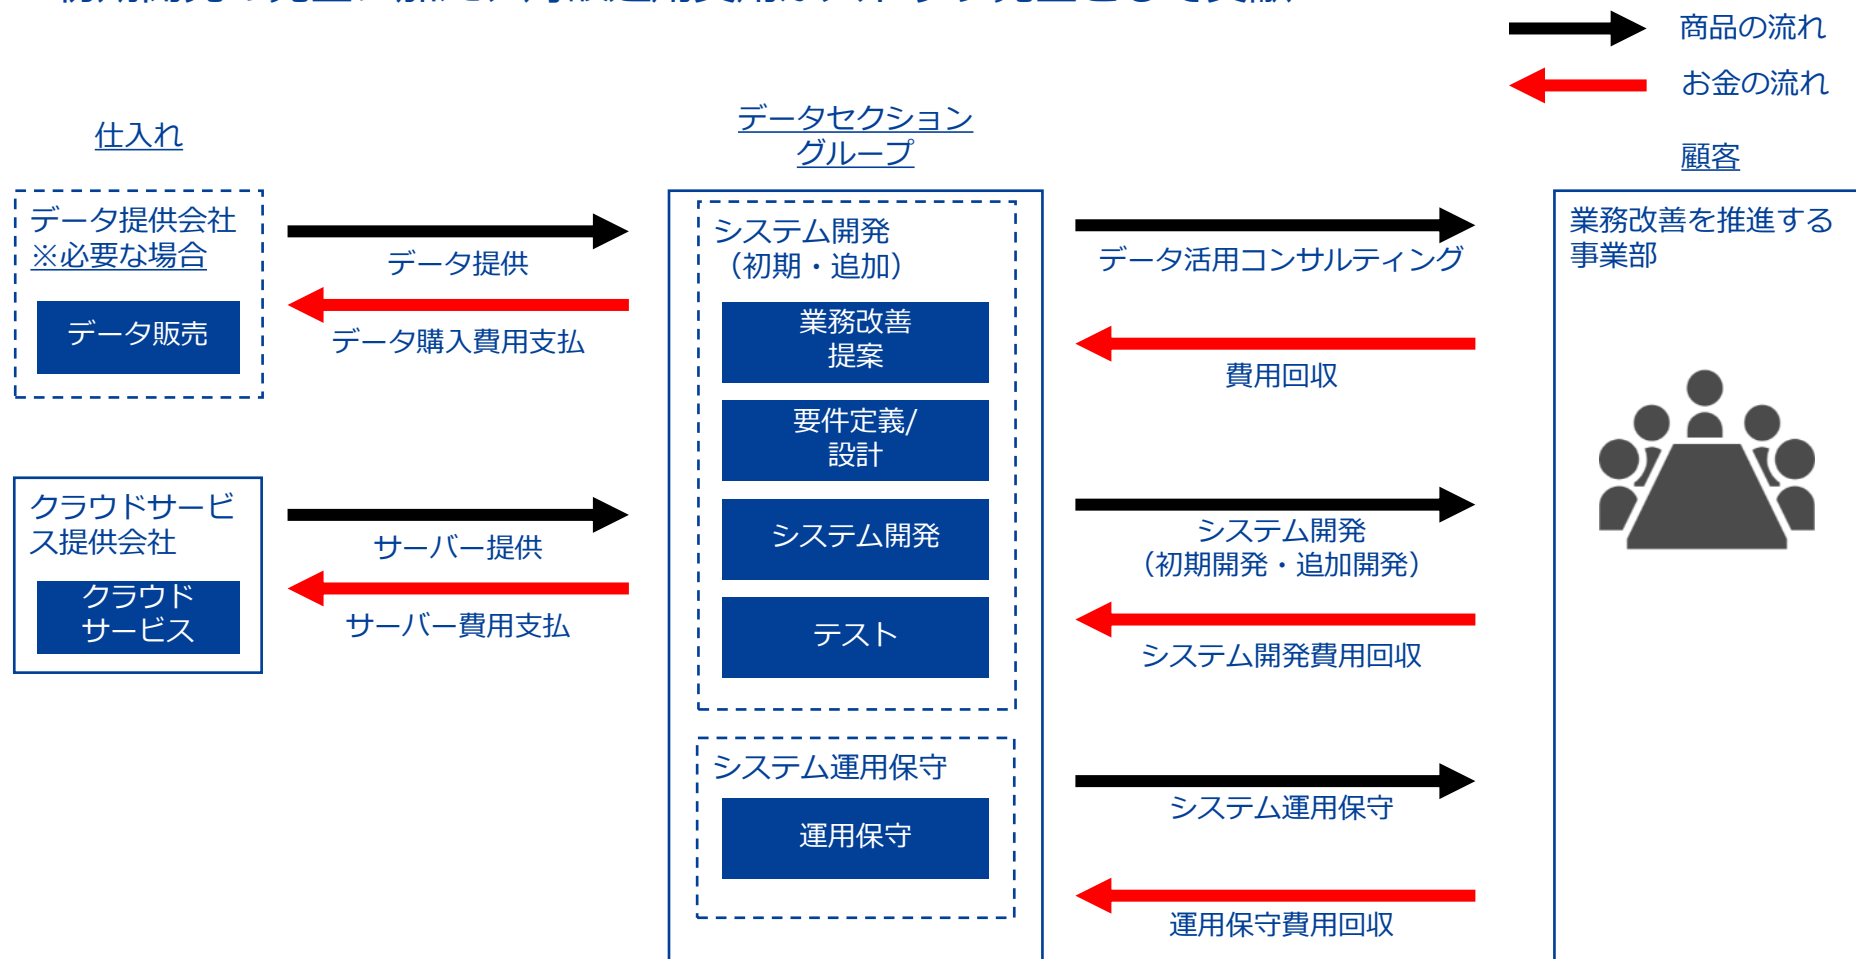 商品の流れ
お金の流れ
仕入れ
データセクション
グループ
顧客
データ提供会社
※必要な場合
データ販売
データ提供
データ購入費用支払
クラウドサービ
ス提供会社
クラウド
サービス
サーバー提供
サーバー費用支払
システム開発
（初期・追加）
業務改善
提案
要件定義/
設計
システム開発
テスト
システム運用保守
運用保守
データ活用コンサルティング
費用回収
システム開発
（初期開発・追加開発）
システム開発費用回収
システム運用保守
運用保守費用回収
業務改善を推進する
事業部